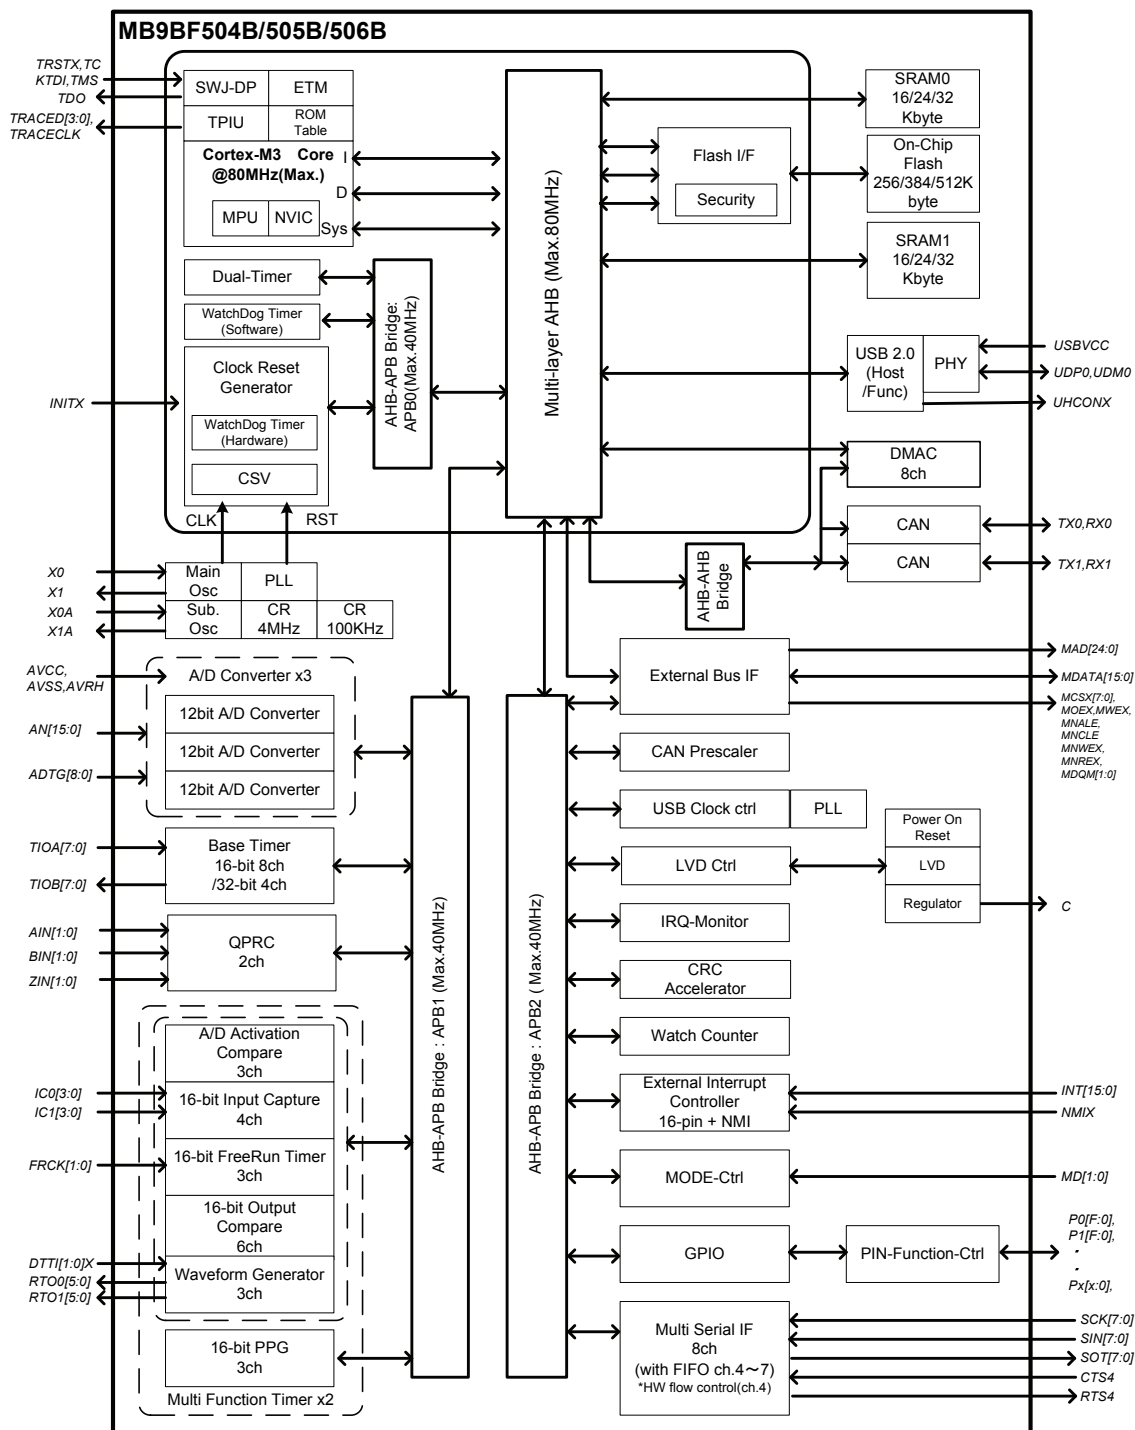 MB9BF504B/505B/506B
TRSTX,TC
KTDI,TMS
TDO
TRACED[3:0],
TRACECLK
SWJ-DP
ETM
TPIU
ROM
Table
Cortex-M3 Core
@80MHz(Max.)
I
D
Sys
MPU
NVIC
Dual-Timer
WatchDog Timer
(Software)
Clock Reset
Generator
WatchDog Timer
(Hardware)
CSV
INITX
CLK
RST
AHB-APB Bridge:
APB0(Max.40MHz)
Multi-layer AHB (Max.80MHz)
Flash I/F
Security
SRAM0
16/24/32
Kbyte
On-Chip
Flash
256/384/512K
byte
SRAM1
16/24/32
Kbyte
USB 2.0
(Host
/Func)
PHY
USBVCC
UDP0,UDM0
UHCONX
DMAC
8ch
CAN
CAN
TX0,RX0
TX1,RX1
AHB-AHB
Bridge
X0
X1
X0A
X1A
Main
Osc
PLL
Sub.
Osc
CR
4MHz
CR
100KHz
AVCC,
AVSS,AVRH
AN[15:0]
ADTG[8:0]
A/D Converter x3
12bit A/D Converter
12bit A/D Converter
12bit A/D Converter
TIOA[7:0]
TIOB[7:0]
Base Timer
16-bit 8ch
/32-bit 4ch
AIN[1:0]
BIN[1:0]
ZIN[1:0]
QPRC
2ch
A/D Activation
Compare
3ch
IC0[3:0]
IC1[3:0]
16-bit Input Capture
4ch
FRCK[1:0]
16-bit FreeRun Timer
3ch
16-bit Output
Compare
6ch
DTTI[1:0]X
RTO0[5:0]
RTO1[5:0]
Waveform Generator
3ch
16-bit PPG
3ch
Multi Function Timer x2
AHB-APB Bridge : APB1 (Max.40MHz)
AHB-APB Bridge : APB2 ( Max.40MHz)
External Bus IF
MAD[24:0]
MDATA[15:0]
MCSX[7:0],
MOEX,MWEX,
MNALE,
MNCLE
MNWEX,
MNREX,
MDQM[1:0]
CAN Prescaler
USB Clock ctrl
PLL
LVD Ctrl
Power On
Reset
LVD
Regulator
C
IRQ-Monitor
CRC
Accelerator
Watch Counter
External Interrupt
Controller
16-pin + NMI
INT[15:0]
NMIX
MODE-Ctrl
MD[1:0]
GPIO
PIN-Function-Ctrl
P0[F:0],
P1[F:0],
.
.
Px[x:0],
Multi Serial IF
8ch
(with FIFO ch.4～7)
*HW flow control(ch.4)
SCK[7:0]
SIN[7:0]
SOT[7:0]
CTS4
RTS4